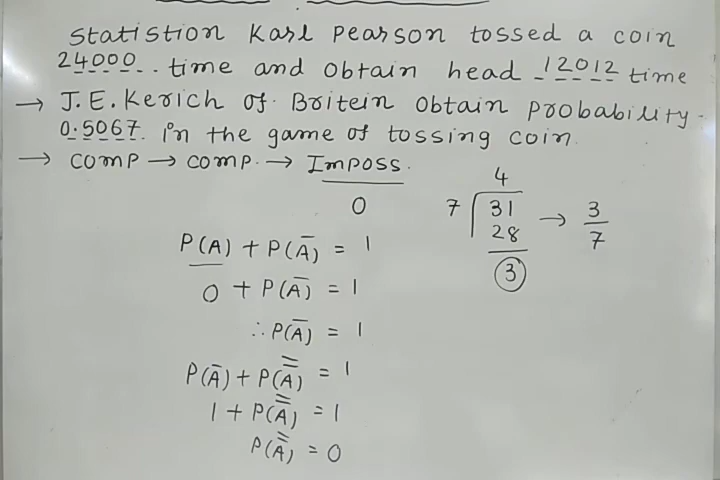 Statistion Karl Pearson tossed a coin
24000 time and obtain head 12012 time
→ J.E. Kerich of Britein obtain probability
0.5067 in the game of tossing coin.
→ comp → comp. → Imposs.
0
P(A) + P(Ā) = 1
0 + P(Ā) = 1
∴ P(Ā) = 1
P(Ā) + P(A̿) = 1
1 + P(A̿) = 1
P(A̿) = 0
4
7 31 → 3/7
28
3